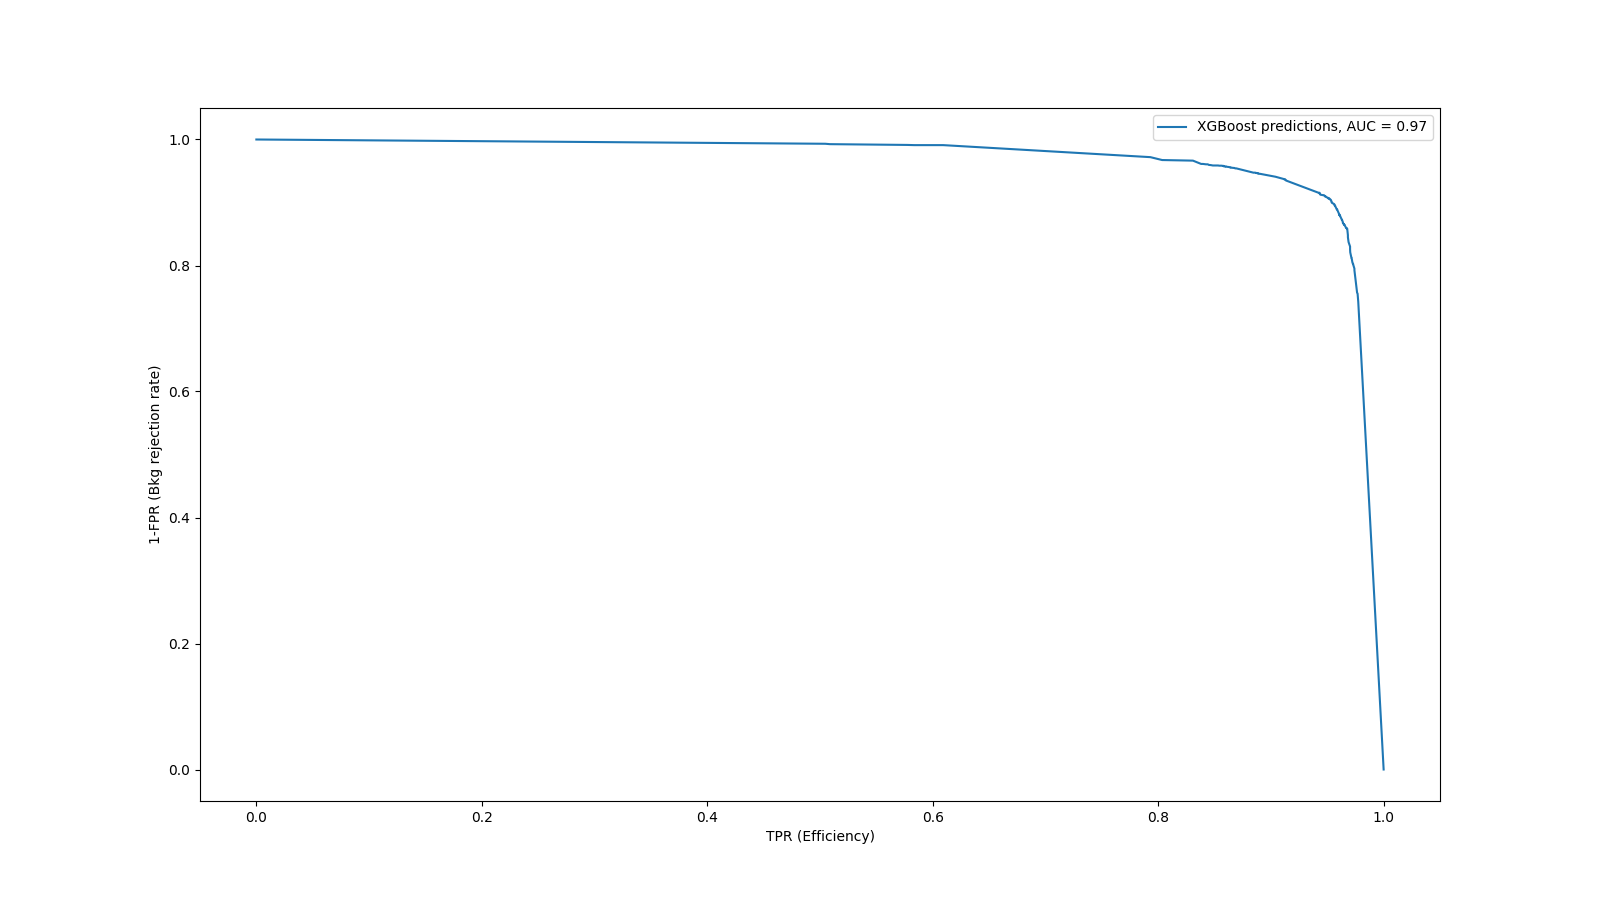 XGBoost predictions, AUC = 0.97
1.0
0.8
0.6
0.4
0.2
0.0
1-FPR (Bkg rejection rate)
0.0 0.2 0.4 0.6 0.8 1.0
TPR (Efficiency)